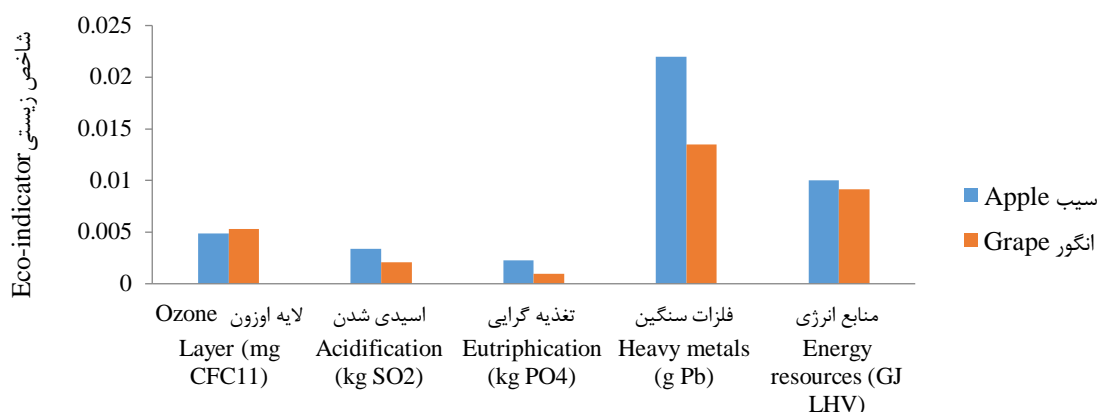 شاخص زیستی Eco-indicator
0.025
0.02
0.015
0.01
0.005
0
لایه اوزون Ozone
Layer (mg
CFC11)
اسیدی شدن
Acidification
(kg SO2)
تغذیه گرایی
Eutriphication
(kg PO4)
فلزات سنگین
Heavy metals
(g Pb)
منابع انرژی
Energy
resources (GJ
LHV)
سیب Apple
انگور Grape